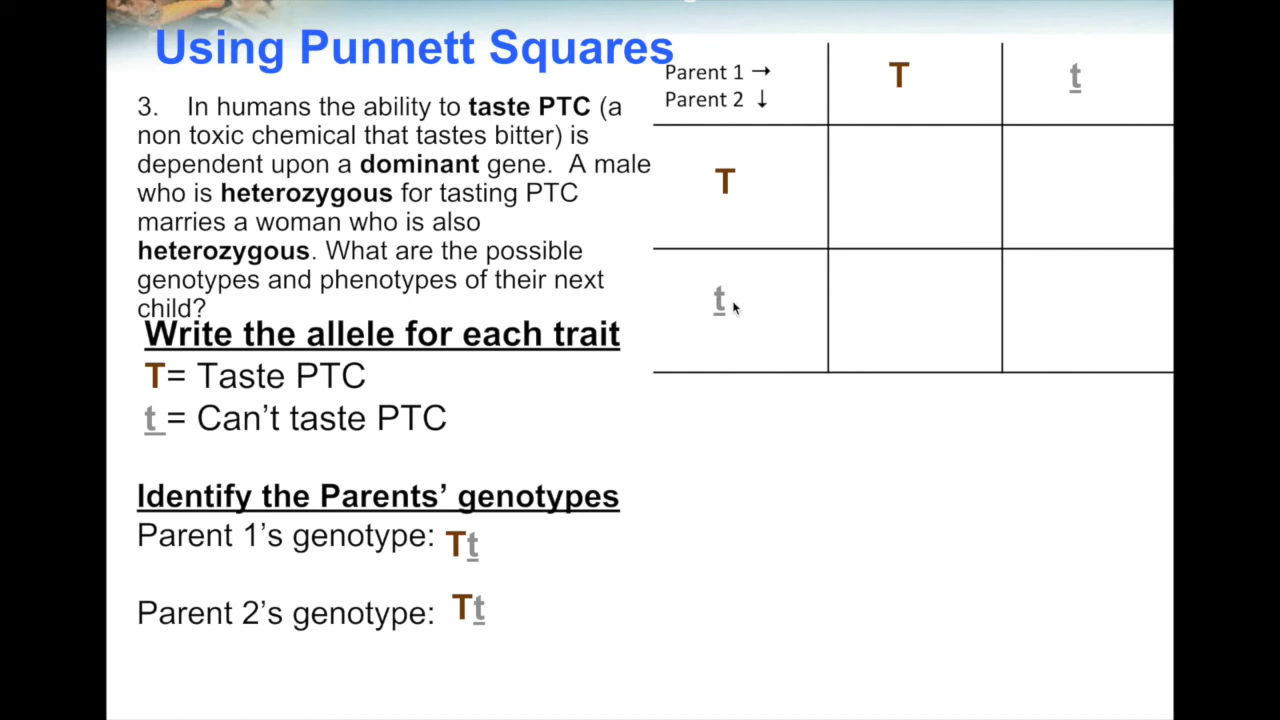 Using Punnett Squares
3. In humans the ability to taste PTC (a
non toxic chemical that tastes bitter) is
dependent upon a dominant gene. A male
who is heterozygous for tasting PTC
marries a woman who is also
heterozygous. What are the possible
genotypes and phenotypes of their next
child?
Write the allele for each trait
T= Taste PTC
t = Can't taste PTC
Identify the Parents' genotypes
Parent 1's genotype: Tt
Parent 2's genotype: Tt
Parent 1 → T t
Parent 2 ↓
T
t